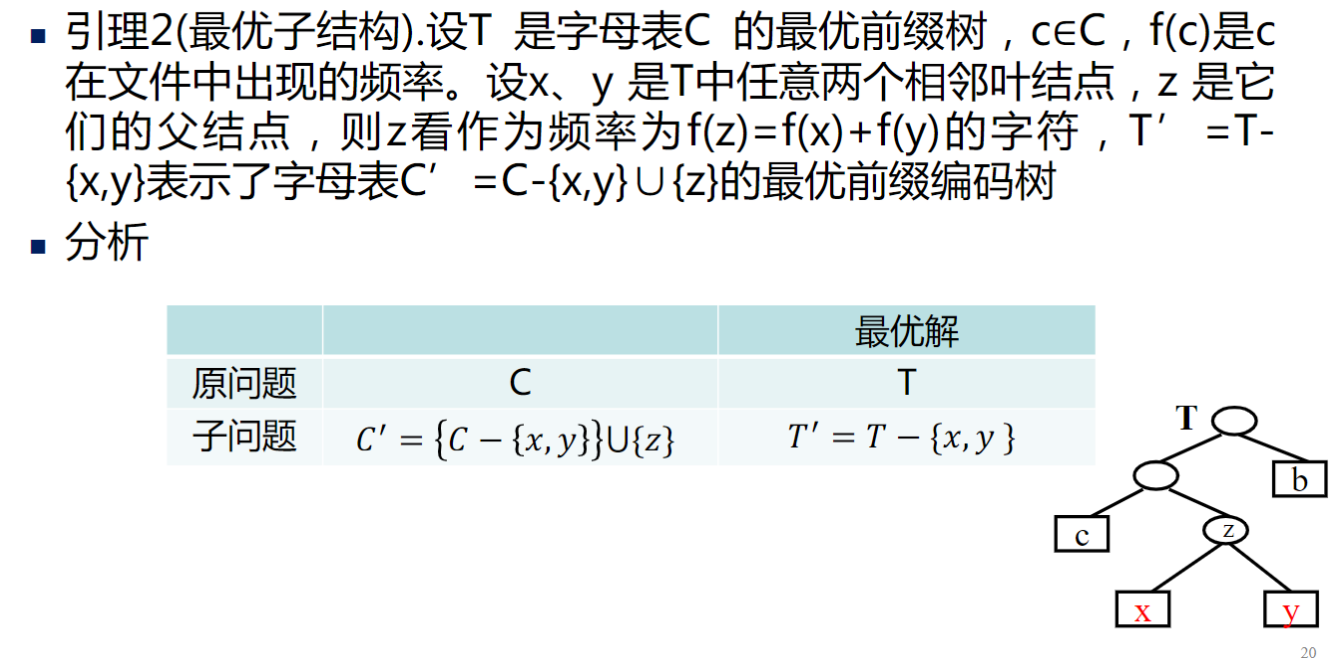 引理2(最优子结构).设T 是字母表C 的最优前缀树，c∈C，f(c)是c
在文件中出现的频率。设x、y 是T中任意两个相邻叶结点，z 是它
们的父结点，则z看作为频率为f(z)=f(x)+f(y)的字符，T′ =T-
{x,y}表示了字母表C′ =C-{x,y}∪{z}的最优前缀编码树
分析
最优解
原问题 C T
子问题 C′ = {C − {x, y}}∪{z} T′ = T − {x, y }
T
b
c
z
x
y
20